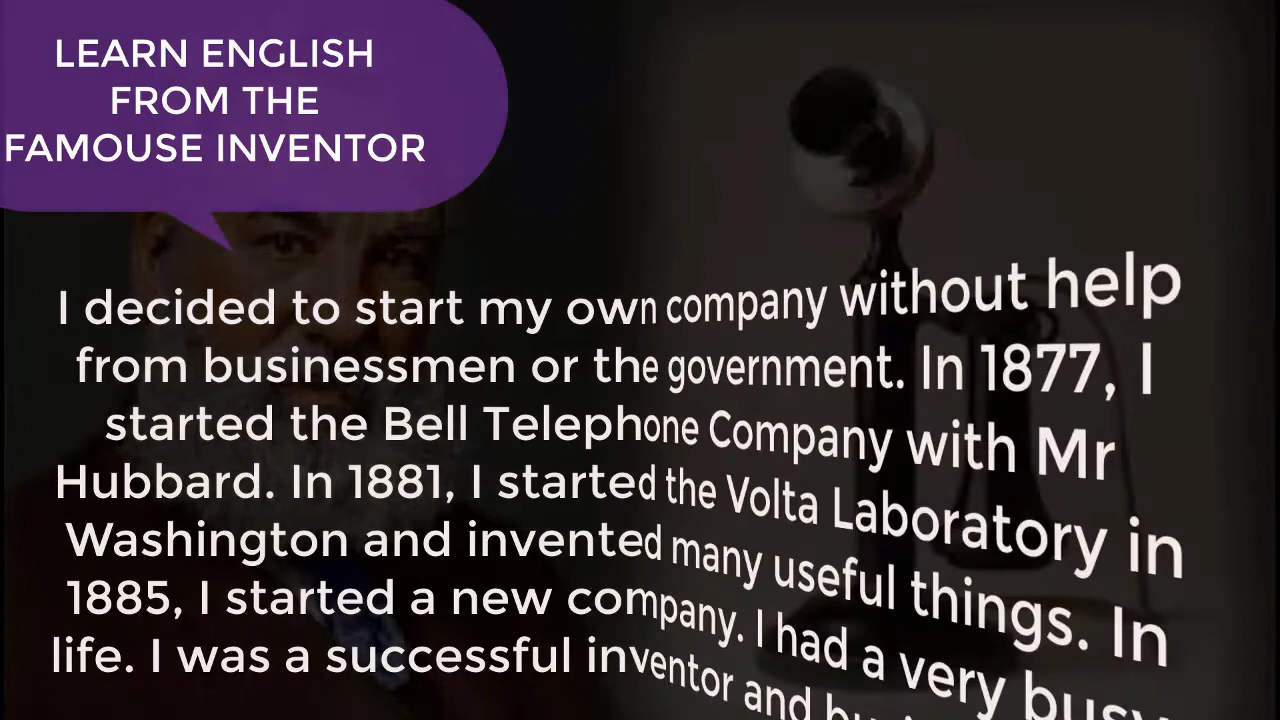 LEARN ENGLISH
FROM THE
FAMOUSE INVENTOR
I decided to start my own company without help
from businessmen or the government. In 1877, I
started the Bell Telephone Company with Mr
Hubbard. In 1881, I started the Volta Laboratory in
Washington and invented many useful things. In
1885, I started a new company. I had a very busy
life. I was a successful inventor and